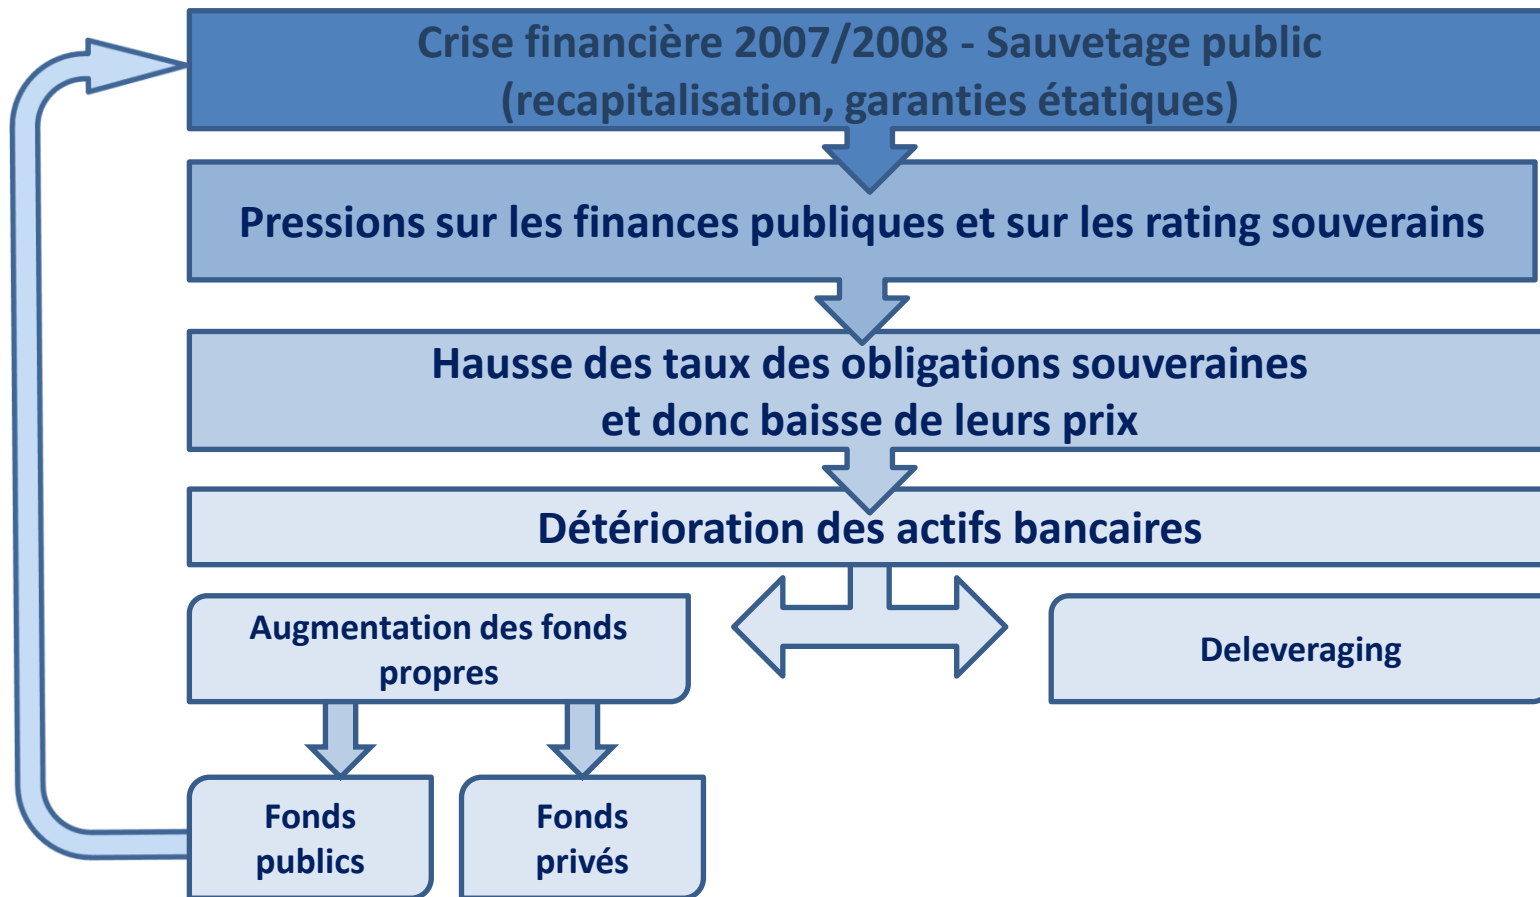 Crise financière 2007/2008 - Sauvetage public
(recapitalisation, garanties étatiques)
Pressions sur les finances publiques et sur les rating souverains
Hausse des taux des obligations souveraines
et donc baisse de leurs prix
Détérioration des actifs bancaires
Augmentation des fonds
propres
Deleveraging
Fonds
publics
Fonds
privés